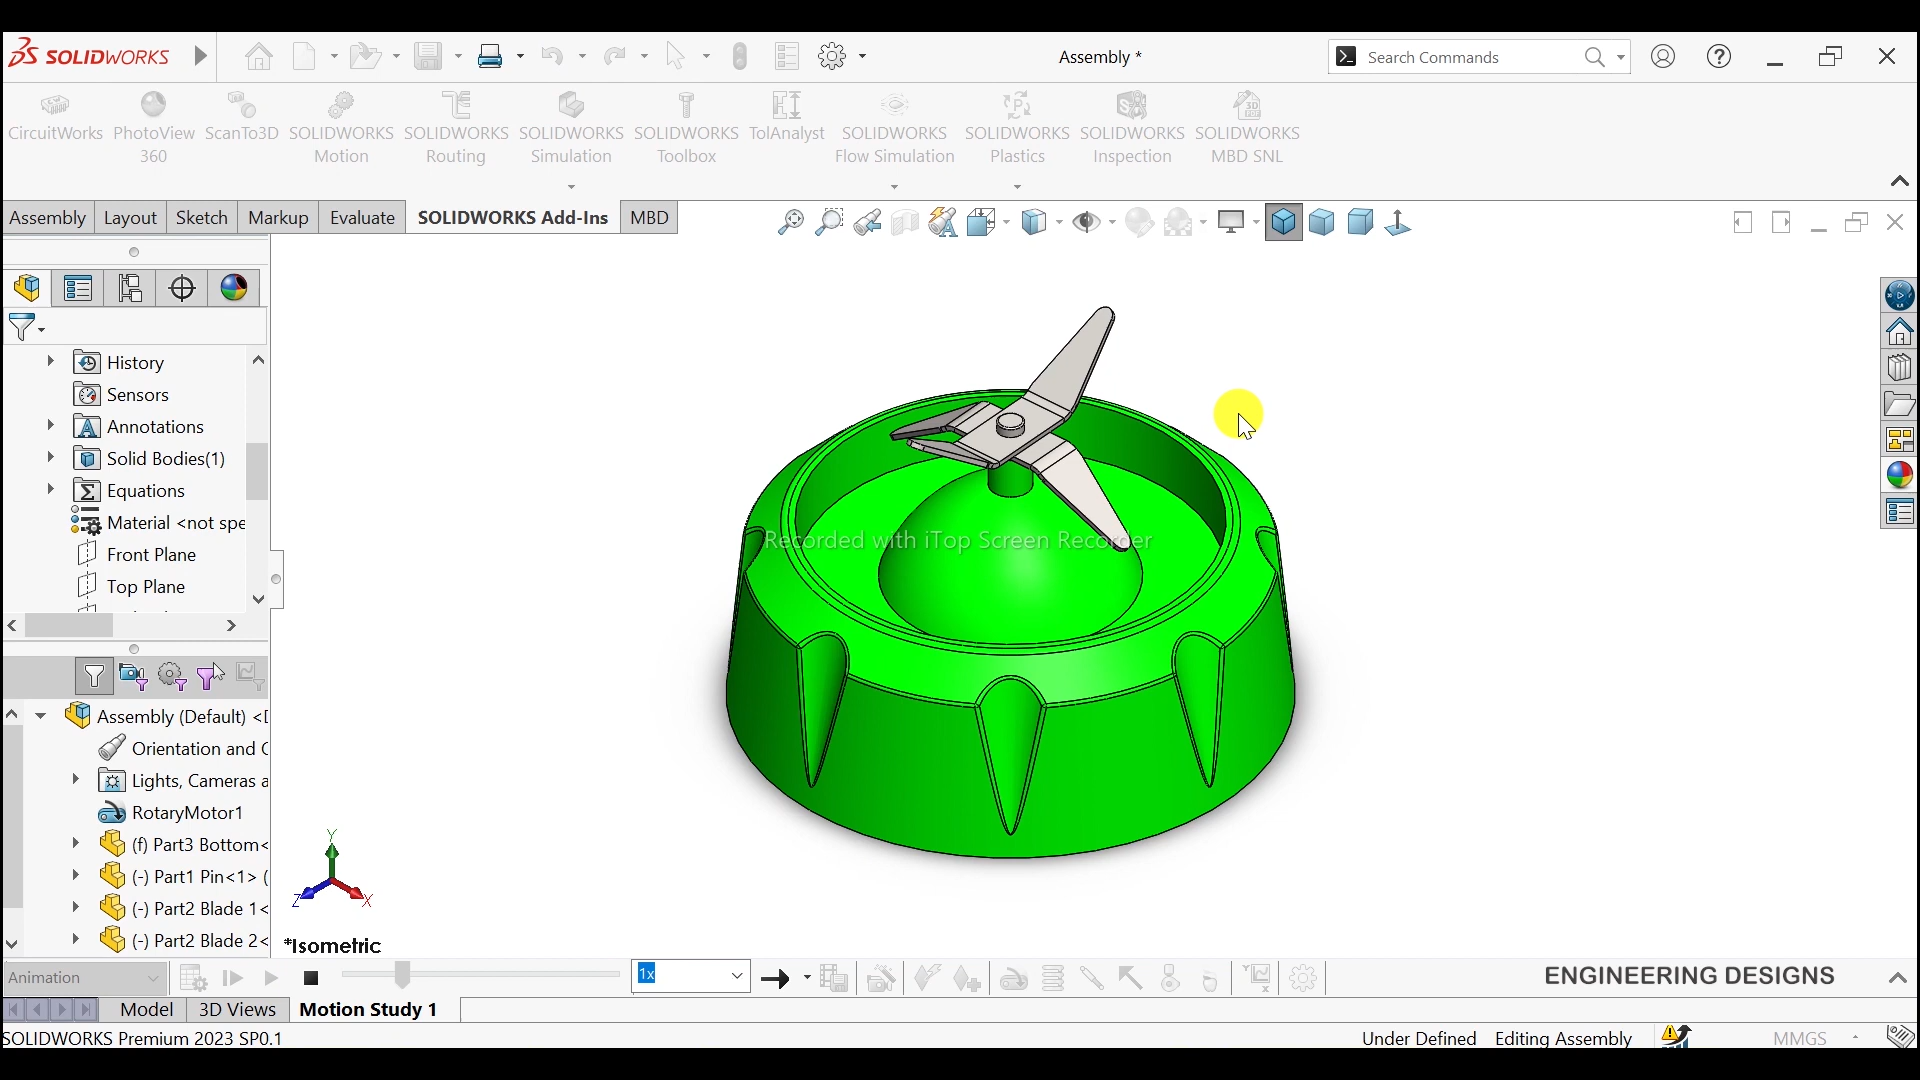 SOLIDWORKS
Assembly *
Search Commands
CircuitWorks
PhotoView
360
ScanTo3D
SOLIDWORKS
Motion
SOLIDWORKS
Routing
SOLIDWORKS
Simulation
SOLIDWORKS
Toolbox
TolAnalyst
SOLIDWORKS
Flow Simulation
SOLIDWORKS
Plastics
SOLIDWORKS
Inspection
SOLIDWORKS
MBD SNL
Assembly
Layout
Sketch
Markup
Evaluate
SOLIDWORKS Add-Ins
MBD
History
Sensors
Annotations
Solid Bodies(1)
Equations
Material <not spe
Front Plane
Top Plane
Recorded with iTop Screen Recorder
Assembly (Default) <
Orientation and
Lights, Cameras a
RotaryMotor1
(f) Part3 Bottom<
(-) Part1 Pin<1> (
(-) Part2 Blade 1<
(-) Part2 Blade 2<
Y
Z
X
*Isometric
Animation
1x
ENGINEERING DESIGNS
Model
3D Views
Motion Study 1
SOLIDWORKS Premium 2023 SP0.1
Under Defined
Editing Assembly
MMGS